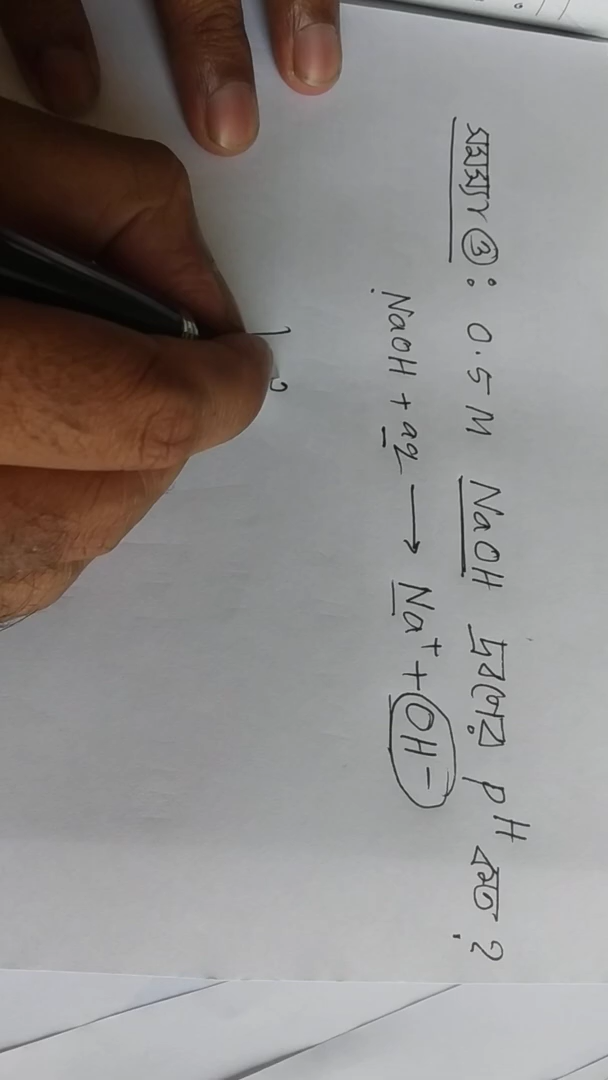 সমস্যা ③: 0.5 M NaOH দ্রবণের pH কত?
NaOH + aq → Na⁺ + OH⁻